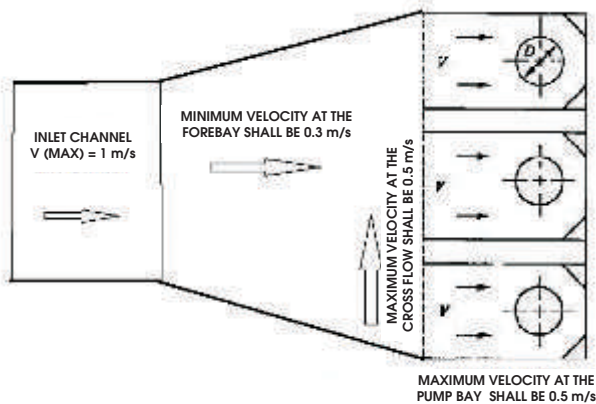 INLET CHANNEL
V (MAX) = 1 m/s
MINIMUM VELOCITY AT THE
FOREBAY SHALL BE 0.3 m/s
MAXIMUM VELOCITY AT THE
CROSS FLOW SHALL BE 0.5 m/s
V
D
V
V
MAXIMUM VELOCITY AT THE
PUMP BAY SHALL BE 0.5 m/s